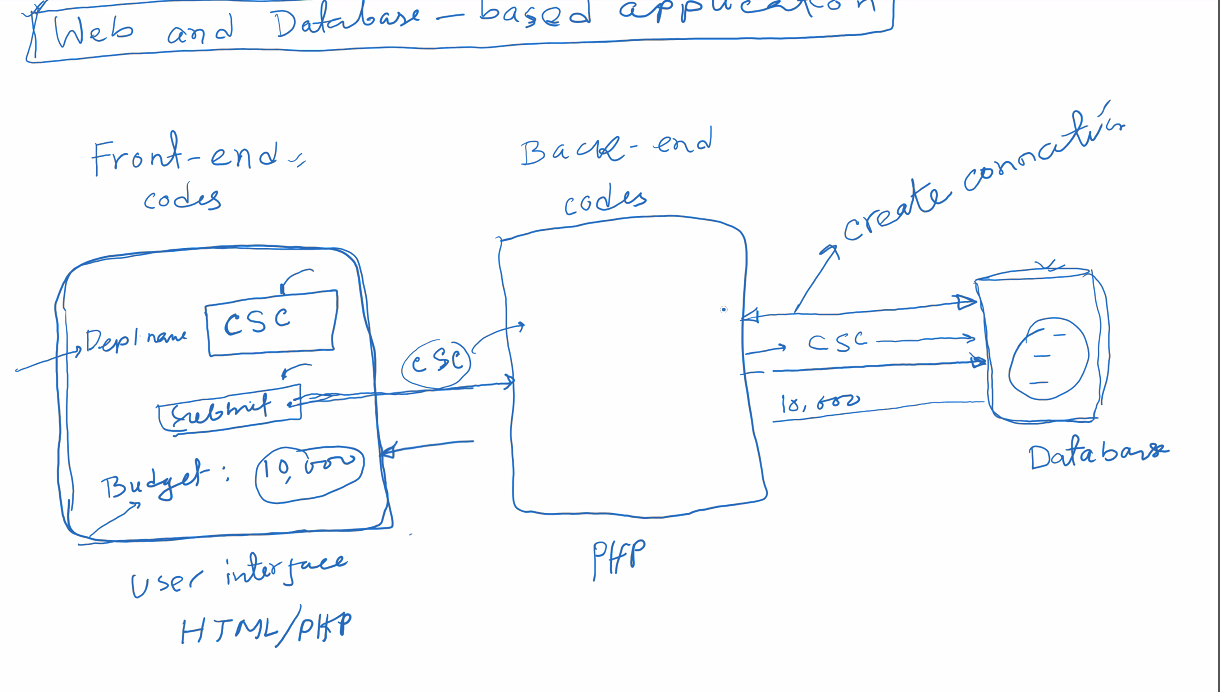 Web and Database - based application
Front-end
codes
Back-end
codes
create connection
Dept name
CSC
CSC
CSC
Submit
10,000
Budget: 10,000
Database
User interface
HTML/PHP
PHP